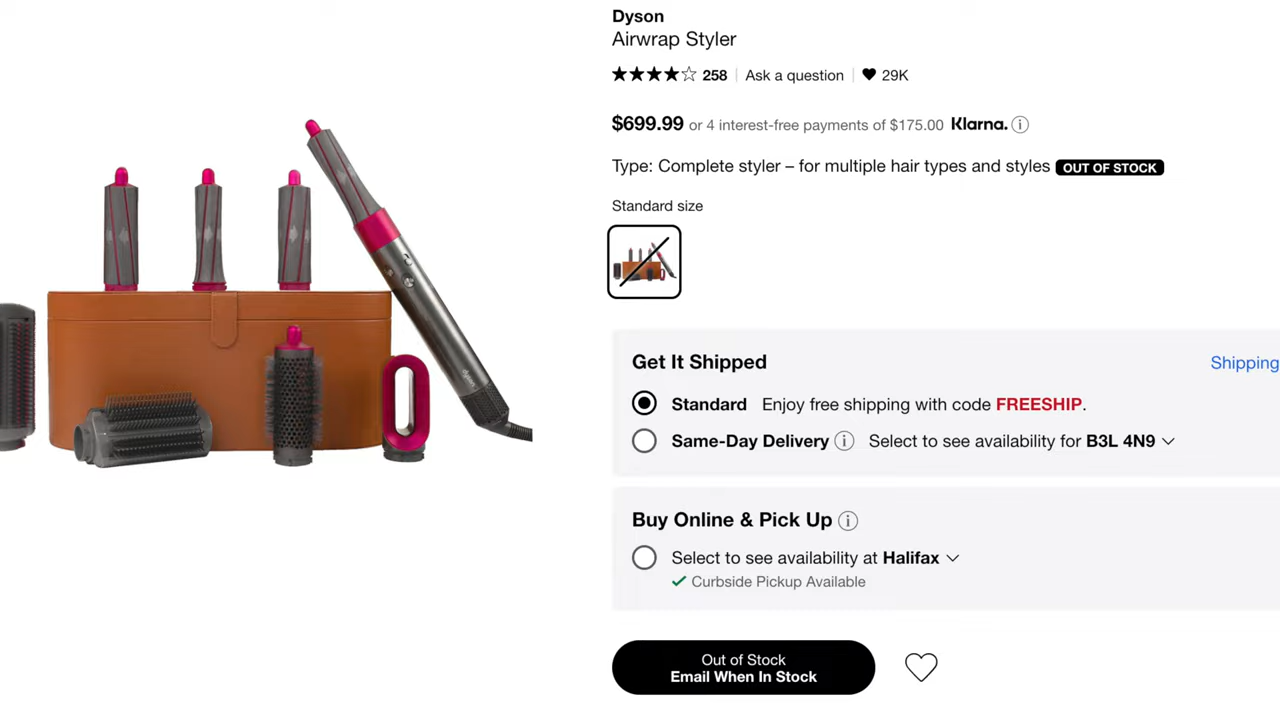 Dyson
Airwrap Styler
258 Ask a question 29K
$699.99 or 4 interest-free payments of $175.00 Klarna.
Type: Complete styler – for multiple hair types and styles OUT OF STOCK
Standard size
Get It Shipped Shipping
Standard Enjoy free shipping with code FREESHIP.
Same-Day Delivery Select to see availability for B3L 4N9
Buy Online & Pick Up
Select to see availability at Halifax
Curbside Pickup Available
Out of Stock
Email When In Stock
dyson